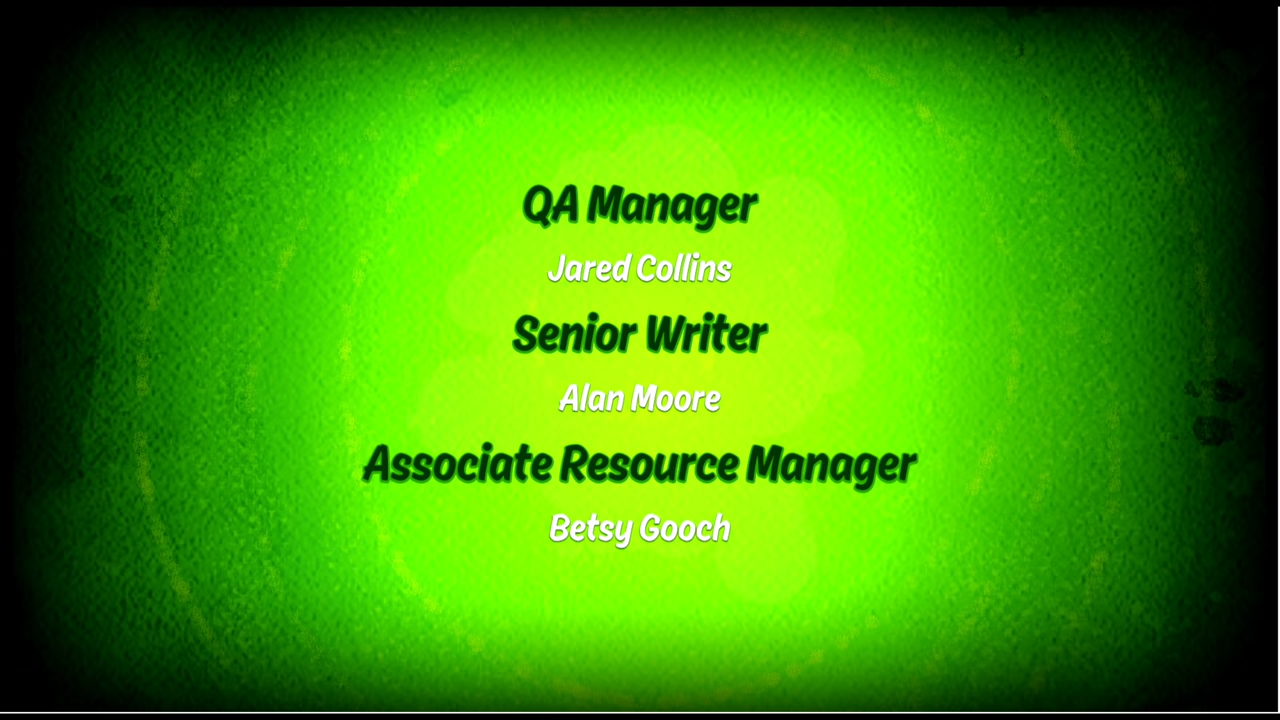 QA Manager
Jared Collins
Senior Writer
Alan Moore
Associate Resource Manager
Betsy Gooch